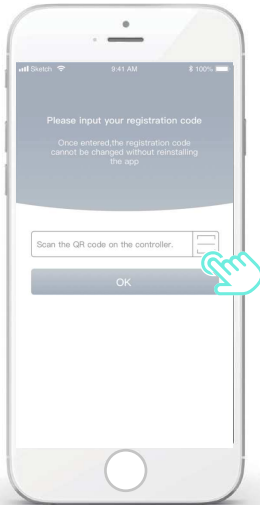 Sketch 9:41 AM 100%
Please input your registration code
Once entered,the registration code
cannot be changed without reinstalling
the app
Scan the QR code on the controller.
OK